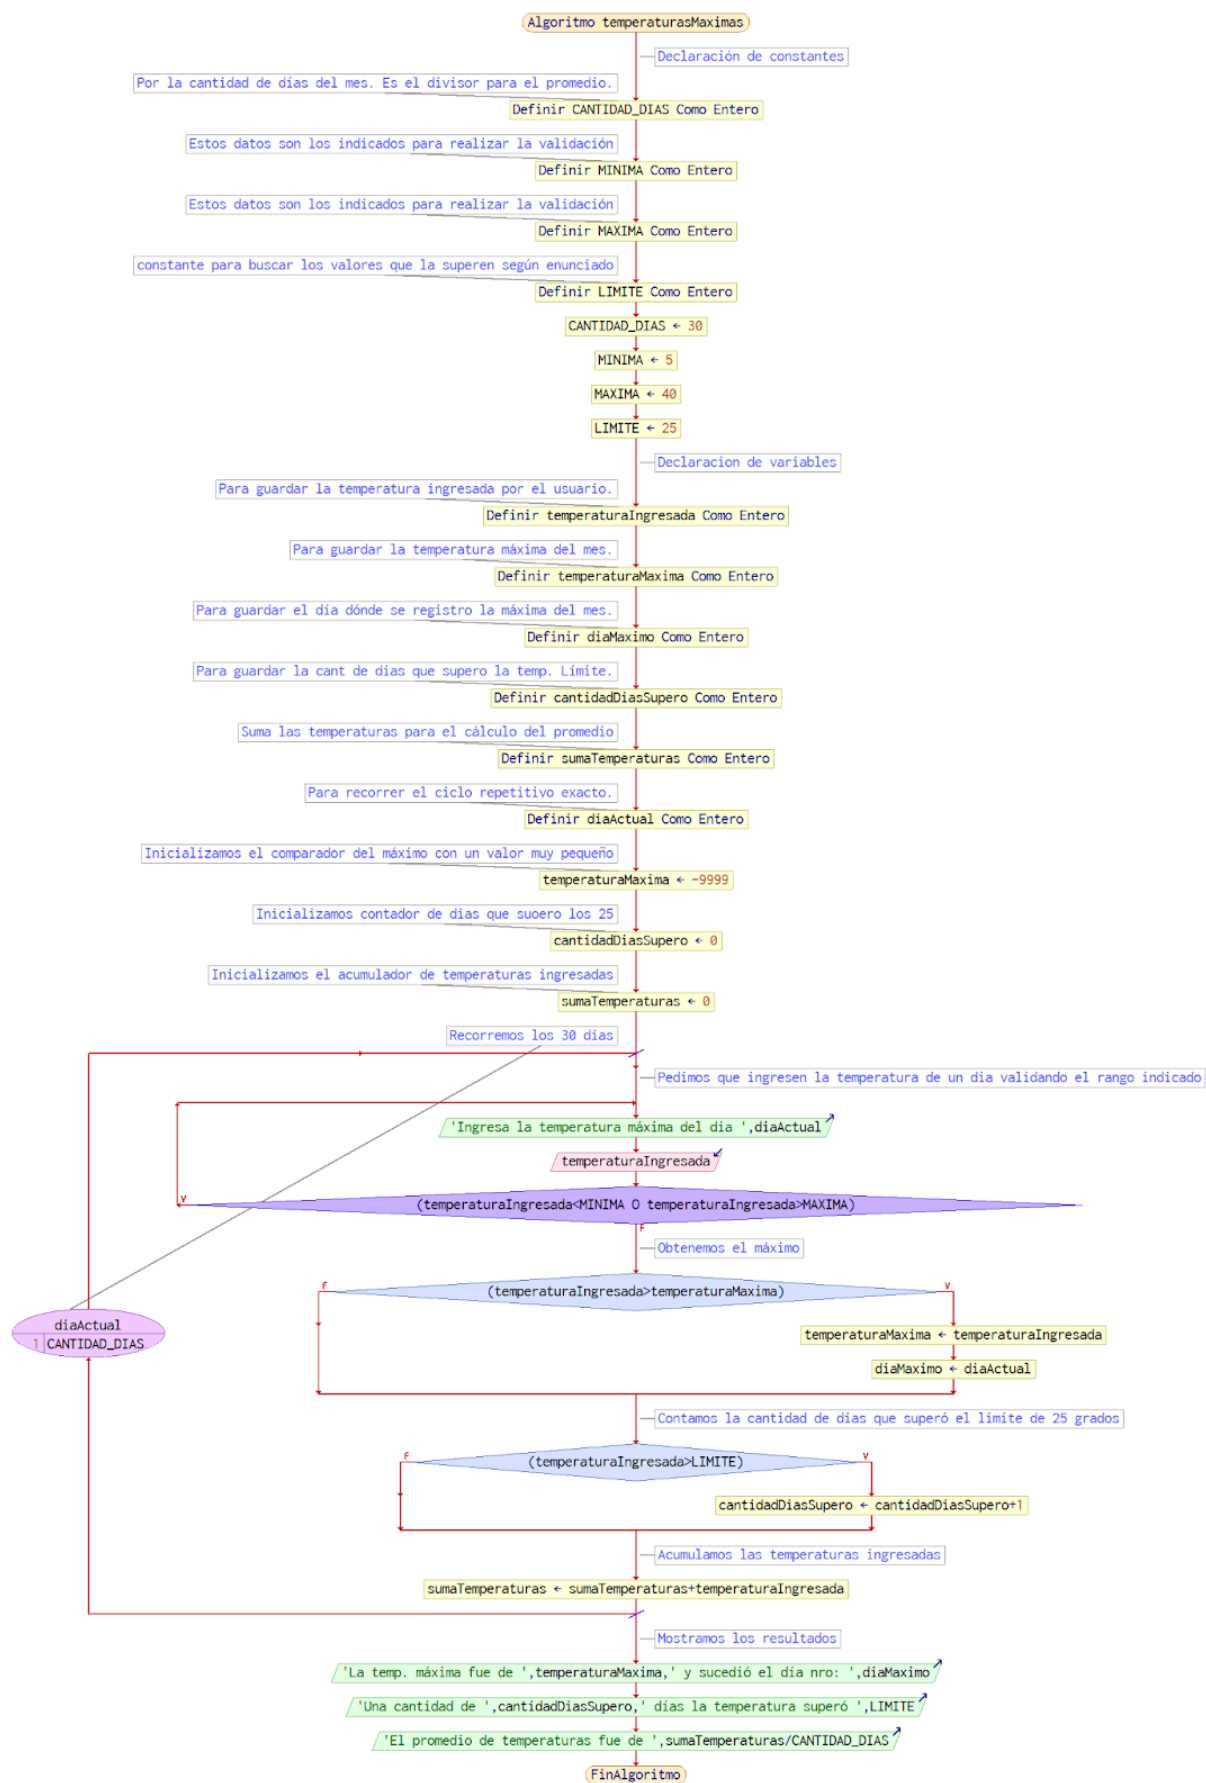 Algoritmo temperaturasMaximas
Declaración de constantes
Por la cantidad de días del mes. Es el divisor para el promedio.
Definir CANTIDAD_DIAS Como Entero
Estos datos son los indicados para realizar la validación
Definir MINIMA Como Entero
Estos datos son los indicados para realizar la validación
Definir MAXIMA Como Entero
constante para buscar los valores que la superen según enunciado
Definir LIMITE Como Entero
CANTIDAD_DIAS ← 30
MINIMA ← 5
MAXIMA ← 40
LIMITE ← 25
Declaracion de variables
Para guardar la temperatura ingresada por el usuario.
Definir temperaturaIngresada Como Entero
Para guardar la temperatura máxima del mes.
Definir temperaturaMaxima Como Entero
Para guardar el día dónde se registro la máxima del mes.
Definir diaMaximo Como Entero
Para guardar la cant de dias que supero la temp. Límite.
Definir cantidadDiasSupero Como Entero
Suma las temperaturas para el cálculo del promedio
Definir sumaTemperaturas Como Entero
Para recorrer el ciclo repetitivo exacto.
Definir diaActual Como Entero
Inicializamos el comparador del máximo con un valor muy pequeño
temperaturaMaxima ← -9999
Inicializamos contador de dias que suoero los 25
cantidadDiasSupero ← 0
Inicializamos el acumulador de temperaturas ingresadas
sumaTemperaturas ← 0
Recorremos los 30 dias
Pedimos que ingresen la temperatura de un dia validando el rango indicado
'Ingresa la temperatura máxima del dia ',diaActual
temperaturaIngresada
V
(temperaturaIngresada<MINIMA O temperaturaIngresada>MAXIMA)
F
Obtenemos el máximo
F
(temperaturaIngresada>temperaturaMaxima)
V
diaActual
1 CANTIDAD_DIAS
temperaturaMaxima ← temperaturaIngresada
diaMaximo ← diaActual
Contamos la cantidad de días que superó el límite de 25 grados
F
(temperaturaIngresada>LIMITE)
V
cantidadDiasSupero ← cantidadDiasSupero+1
Acumulamos las temperaturas ingresadas
sumaTemperaturas ← sumaTemperaturas+temperaturaIngresada
Mostramos los resultados
'La temp. máxima fue de ',temperaturaMaxima,' y sucedió el día nro: ',diaMaximo
'Una cantidad de ',cantidadDiasSupero,' días la temperatura superó ',LIMITE
'El promedio de temperaturas fue de ',sumaTemperaturas/CANTIDAD_DIAS
FinAlgoritmo